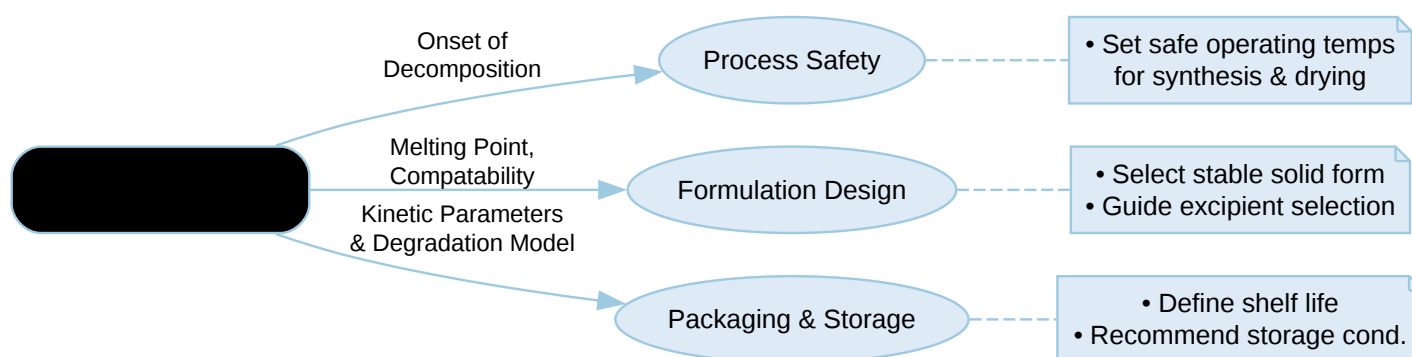 Onset of
Decomposition
Process Safety
• Set safe operating temps
for synthesis & drying
Melting Point,
Compatability
Formulation Design
• Select stable solid form
• Guide excipient selection
Kinetic Parameters
& Degradation Model
Packaging & Storage
• Define shelf life
• Recommend storage cond.